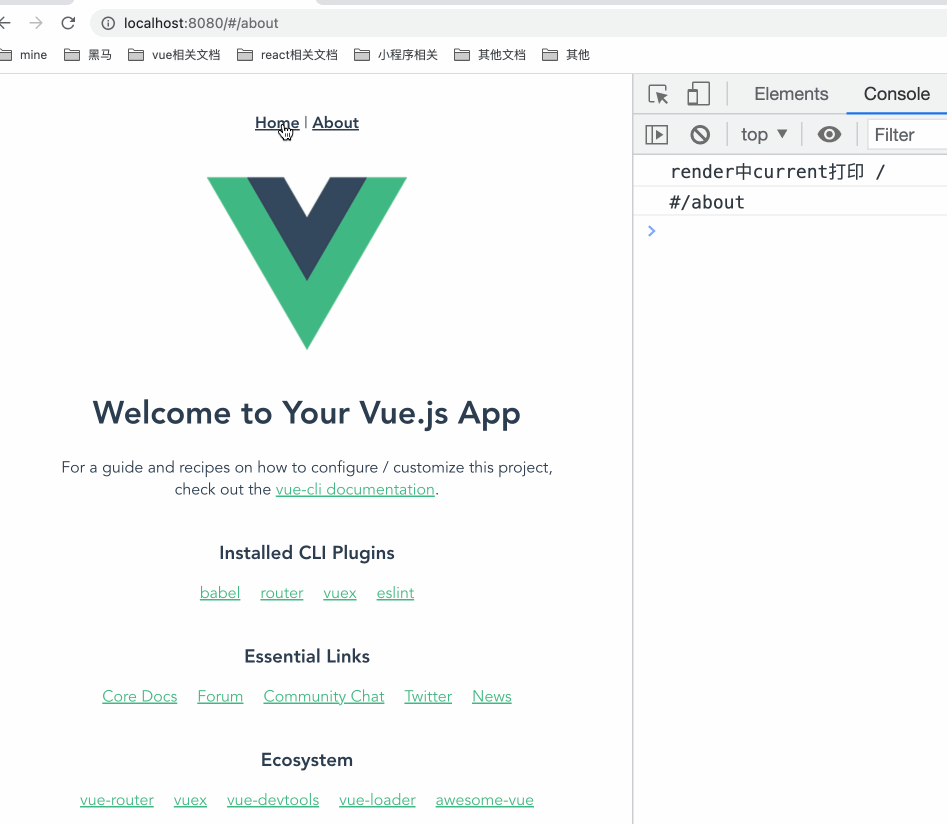 localhost:8080/#/about
mine 黑马 vue相关文档 react相关文档 小程序相关 其他文档 其他
Home | About
Welcome to Your Vue.js App
For a guide and recipes on how to configure / customize this project,
check out the vue-cli documentation.
Installed CLI Plugins
babel router vuex eslint
Essential Links
Core Docs Forum Community Chat Twitter News
Ecosystem
vue-router vuex vue-devtools vue-loader awesome-vue
Elements Console
top Filter
render中current打印 /
#/about